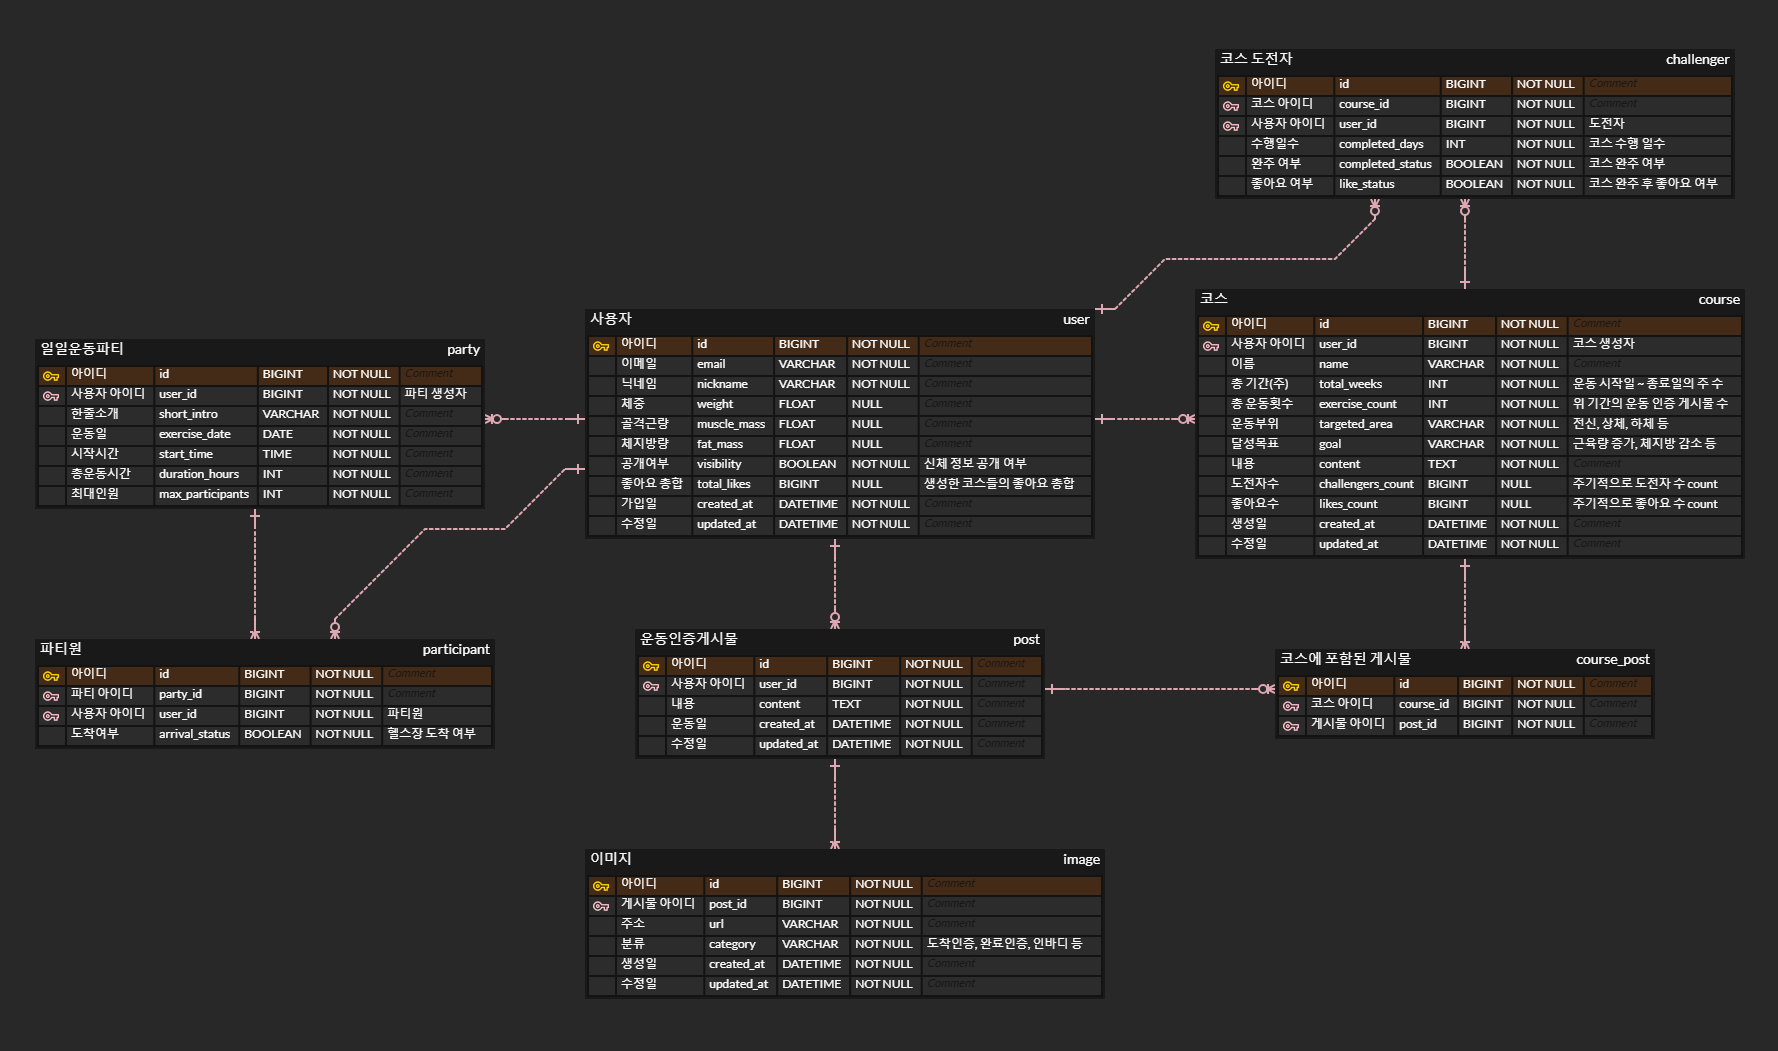 코스 도전자 challenger
아이디 id BIGINT NOT NULL Comment
코스 아이디 course_id BIGINT NOT NULL Comment
사용자 아이디 user_id BIGINT NOT NULL 도전자
수행일수 completed_days INT NOT NULL 코스 수행 일수
완주 여부 completed_status BOOLEAN NOT NULL 코스 완주 여부
좋아요 여부 like_status BOOLEAN NOT NULL 코스 완주 후 좋아요 여부
코스 course
아이디 id BIGINT NOT NULL Comment
사용자 아이디 user_id BIGINT NOT NULL 코스 생성자
이름 name VARCHAR NOT NULL Comment
총 기간(주) total_weeks INT NOT NULL 운동 시작일 ~ 종료일의 주 수
총 운동횟수 exercise_count INT NOT NULL 위 기간의 운동 인증 게시물 수
운동부위 targeted_area VARCHAR NOT NULL 전신, 상체, 하체 등
달성목표 goal VARCHAR NOT NULL 근육량 증가, 체지방 감소 등
내용 content TEXT NOT NULL Comment
도전자수 challengers_count BIGINT NULL 주기적으로 도전자 수 count
좋아요수 likes_count BIGINT NULL 주기적으로 좋아요 수 count
생성일 created_at DATETIME NOT NULL Comment
수정일 updated_at DATETIME NOT NULL Comment
사용자 user
아이디 id BIGINT NOT NULL Comment
이메일 email VARCHAR NOT NULL Comment
닉네임 nickname VARCHAR NOT NULL Comment
체중 weight FLOAT NULL Comment
골격근량 muscle_mass FLOAT NULL Comment
체지방량 fat_mass FLOAT NULL Comment
공개여부 visibility BOOLEAN NOT NULL 신체 정보 공개 여부
좋아요 총합 total_likes BIGINT NULL 생성한 코스들의 좋아요 총합
가입일 created_at DATETIME NOT NULL Comment
수정일 updated_at DATETIME NOT NULL Comment
일일운동파티 party
아이디 id BIGINT NOT NULL Comment
사용자 아이디 user_id BIGINT NOT NULL 파티 생성자
한줄소개 short_intro VARCHAR NOT NULL Comment
운동일 exercise_date DATE NOT NULL Comment
시작시간 start_time TIME NOT NULL Comment
총운동시간 duration_hours INT NOT NULL Comment
최대인원 max_participants INT NOT NULL Comment
파티원 participant
아이디 id BIGINT NOT NULL Comment
파티 아이디 party_id BIGINT NOT NULL Comment
사용자 아이디 user_id BIGINT NOT NULL 파티원
도착여부 arrival_status BOOLEAN NOT NULL 헬스장 도착 여부
운동인증게시물 post
아이디 id BIGINT NOT NULL Comment
사용자 아이디 user_id BIGINT NOT NULL Comment
내용 content TEXT NOT NULL Comment
운동일 created_at DATETIME NOT NULL Comment
수정일 updated_at DATETIME NOT NULL Comment
코스에 포함된 게시물 course_post
아이디 id BIGINT NOT NULL Comment
코스 아이디 course_id BIGINT NOT NULL Comment
게시물 아이디 post_id BIGINT NOT NULL Comment
이미지 image
아이디 id BIGINT NOT NULL Comment
게시물 아이디 post_id BIGINT NOT NULL Comment
주소 url VARCHAR NOT NULL Comment
분류 category VARCHAR NOT NULL 도착인증, 완료인증, 인바디 등
생성일 created_at DATETIME NOT NULL Comment
수정일 updated_at DATETIME NOT NULL Comment